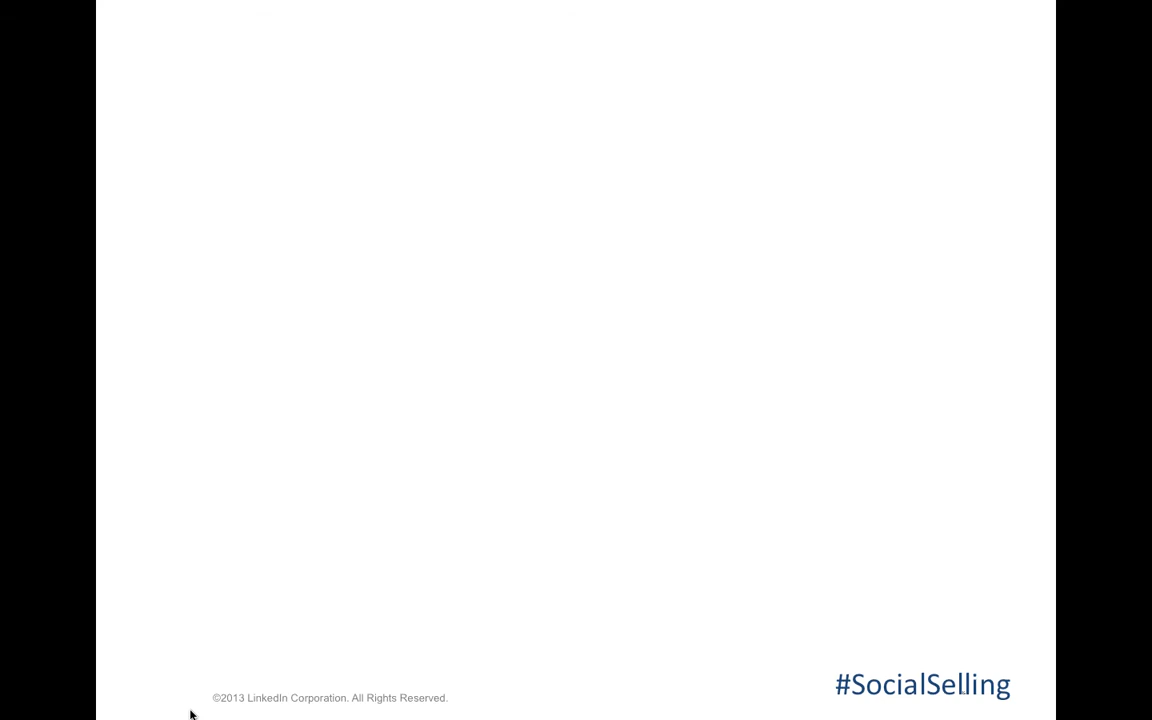 #SocialSelling
©2013 LinkedIn Corporation. All Rights Reserved.